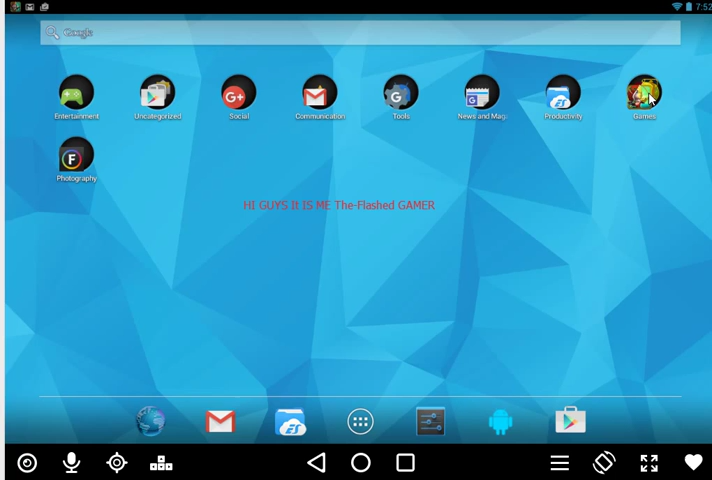 7:52
Google
Entertainment
Uncategorized
Social
Communication
Tools
News and Mag
Productivity
Games
Photography
HI GUYS It IS ME The-Flashed GAMER